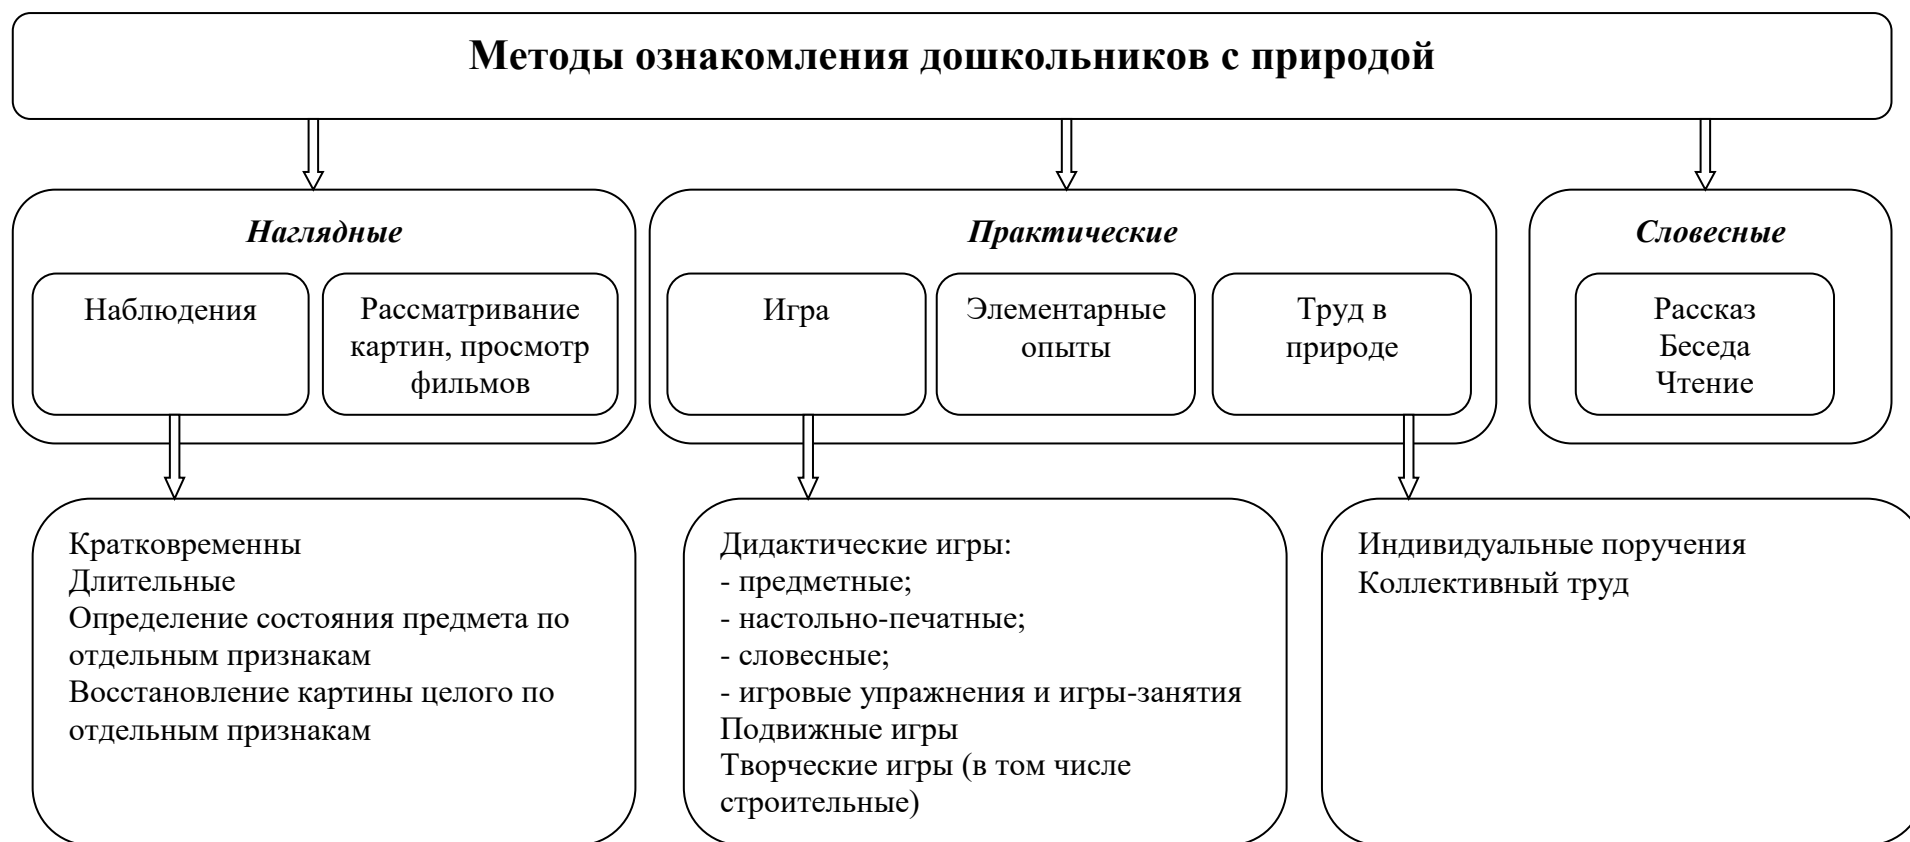 Методы ознакомления дошкольников с природой
Наглядные
Наблюдения
Рассматривание
картин, просмотр
фильмов
Практические
Игра
Элементарные
опыты
Труд в
природе
Словесные
Рассказ
Беседа
Чтение
Кратковременны
Длительные
Определение состояния предмета по
отдельным признакам
Восстановление картины целого по
отдельным признакам
Дидактические игры:
- предметные;
- настольно-печатные;
- словесные;
- игровые упражнения и игры-занятия
Подвижные игры
Творческие игры (в том числе
строительные)
Индивидуальные поручения
Коллективный труд